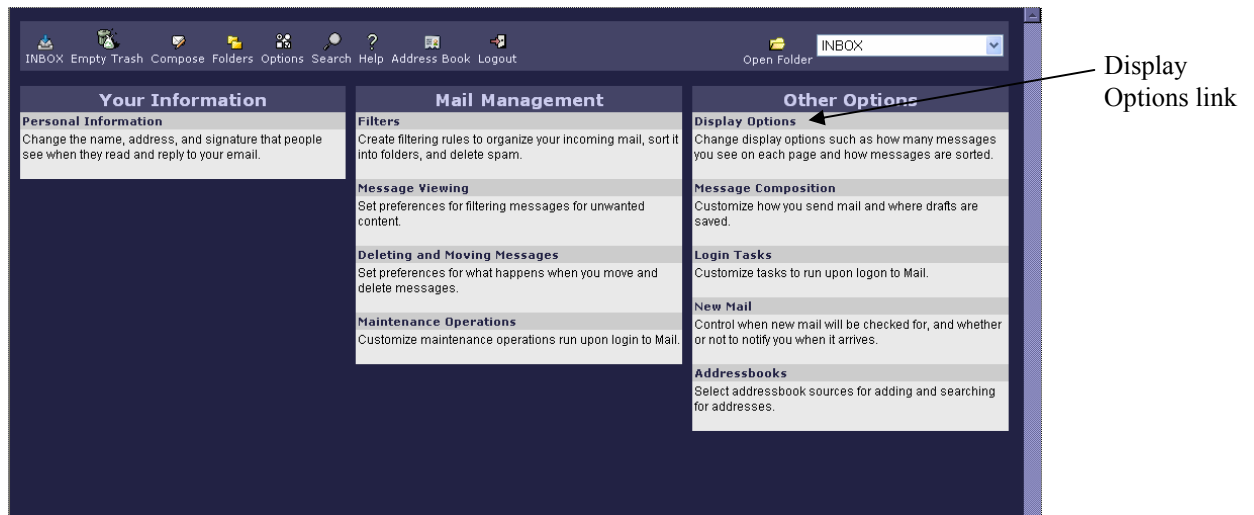 INBOX Empty Trash Compose Folders Options Search Help Address Book Logout
Open Folder INBOX
Your Information
Personal Information
Change the name, address, and signature that people
see when they read and reply to your email.
Mail Management
Filters
Create filtering rules to organize your incoming mail, sort it
into folders, and delete spam.
Message Viewing
Set preferences for filtering messages for unwanted
content.
Deleting and Moving Messages
Set preferences for what happens when you move and
delete messages.
Maintenance Operations
Customize maintenance operations run upon login to Mail.
Other Options
Display Options
Change display options such as how many messages
you see on each page and how messages are sorted.
Message Composition
Customize how you send mail and where drafts are
saved.
Login Tasks
Customize tasks to run upon logon to Mail.
New Mail
Control when new mail will be checked for, and whether
or not to notify you when it arrives.
Addressbooks
Select addressbook sources for adding and searching
for addresses.
Display
Options link